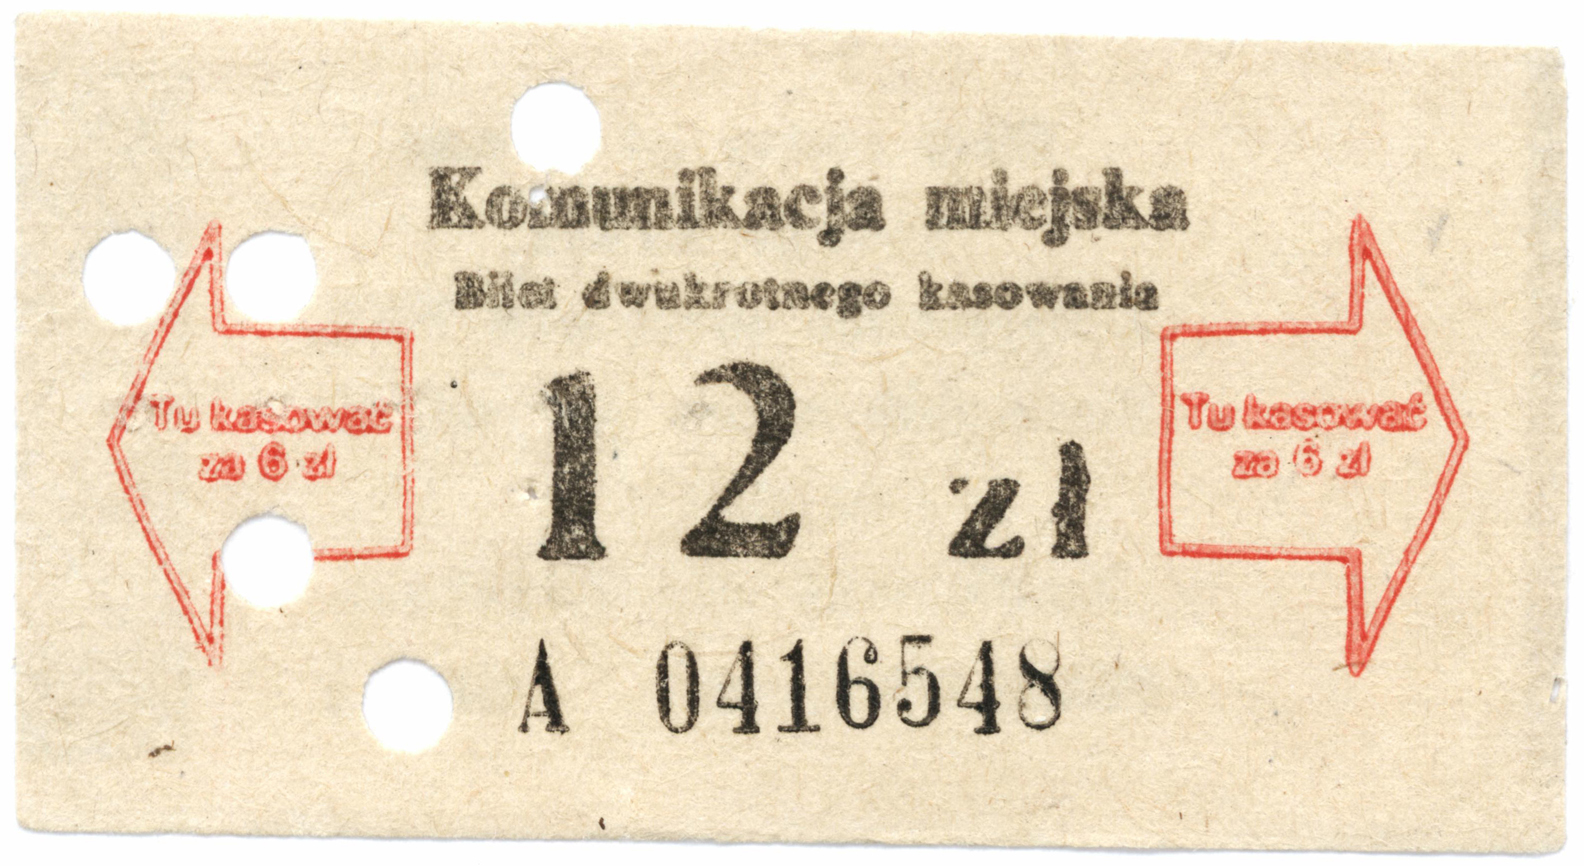 Komunikacja miejska
Bilet dwukrotnego kasowania
Tu kasować
za 6 zł
12 zł
Tu kasować
za 6 zł
A 0416548